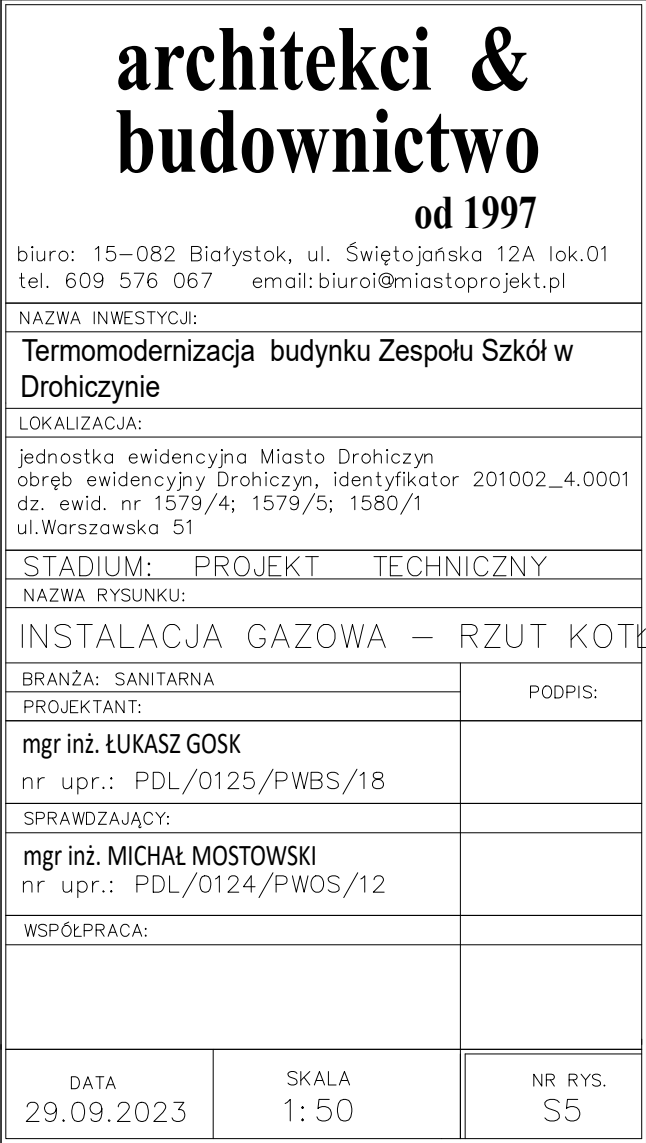 architekci &
budownictwo
od 1997
biuro: 15-082 Białystok, ul. Świętojańska 12A lok.01
tel. 609 576 067 email:biuroi@miastoprojekt.pl
NAZWA INWESTYCJI:
Termomodernizacja budynku Zespołu Szkół w
Drohiczynie
LOKALIZACJA:
jednostka ewidencyjna Miasto Drohiczyn
obręb ewidencyjny Drohiczyn, identyfikator 201002_4.0001
dz. ewid. nr 1579/4; 1579/5; 1580/1
ul.Warszawska 51
STADIUM: PROJEKT TECHNICZNY
NAZWA RYSUNKU:
INSTALACJA GAZOWA – RZUT
BRANŻA: SANITARNA
PODPIS:
PROJEKTANT:
mgr inż. ŁUKASZ GOSK
nr upr.: PDL/0125/PWBS/18
SPRAWDZAJĄCY:
mgr inż. MICHAŁ MOSTOWSKI
nr upr.: PDL/0124/PWOS/12
WSPÓŁPRACA:
DATA
29.09.2023
SKALA
1:50
NR RYS.
S5